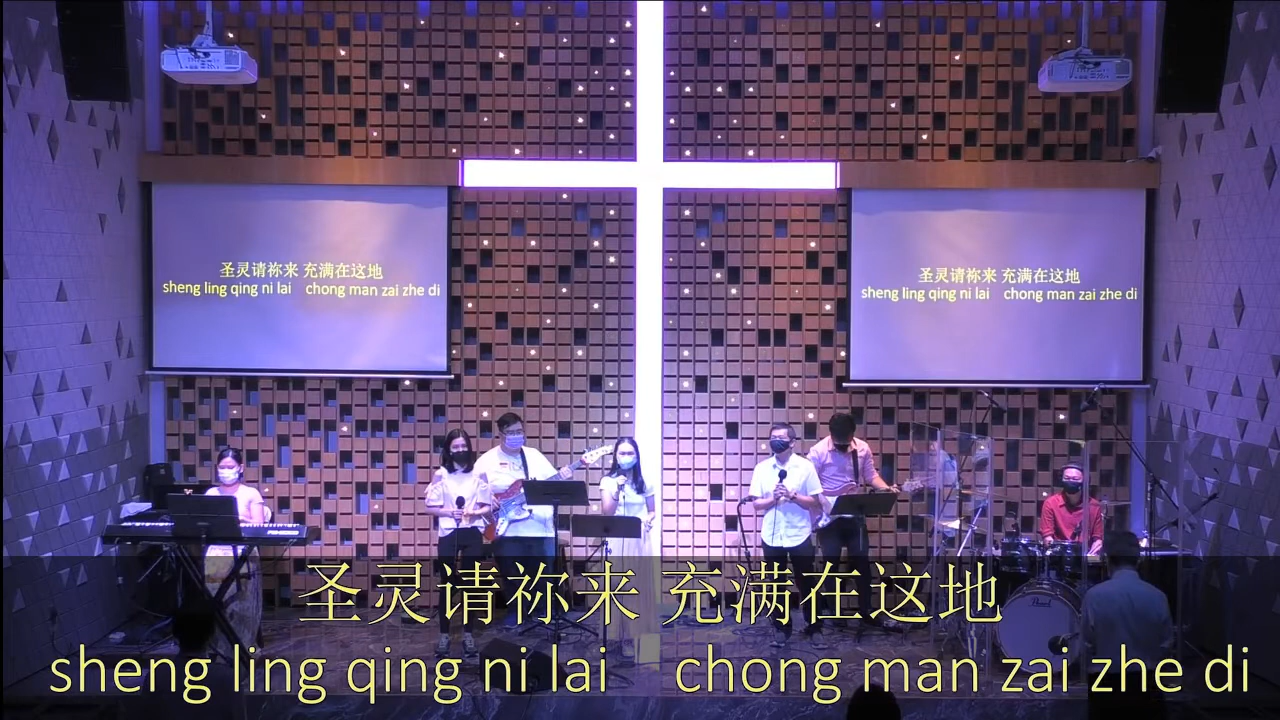 圣灵请祢来 充满在这地
sheng ling qing ni lai chong man zai zhe di
圣灵请祢来 充满在这地
sheng ling qing ni lai chong man zai zhe di
Pearl
圣灵请祢来 充满在这地
sheng ling qing ni lai chong man zai zhe di